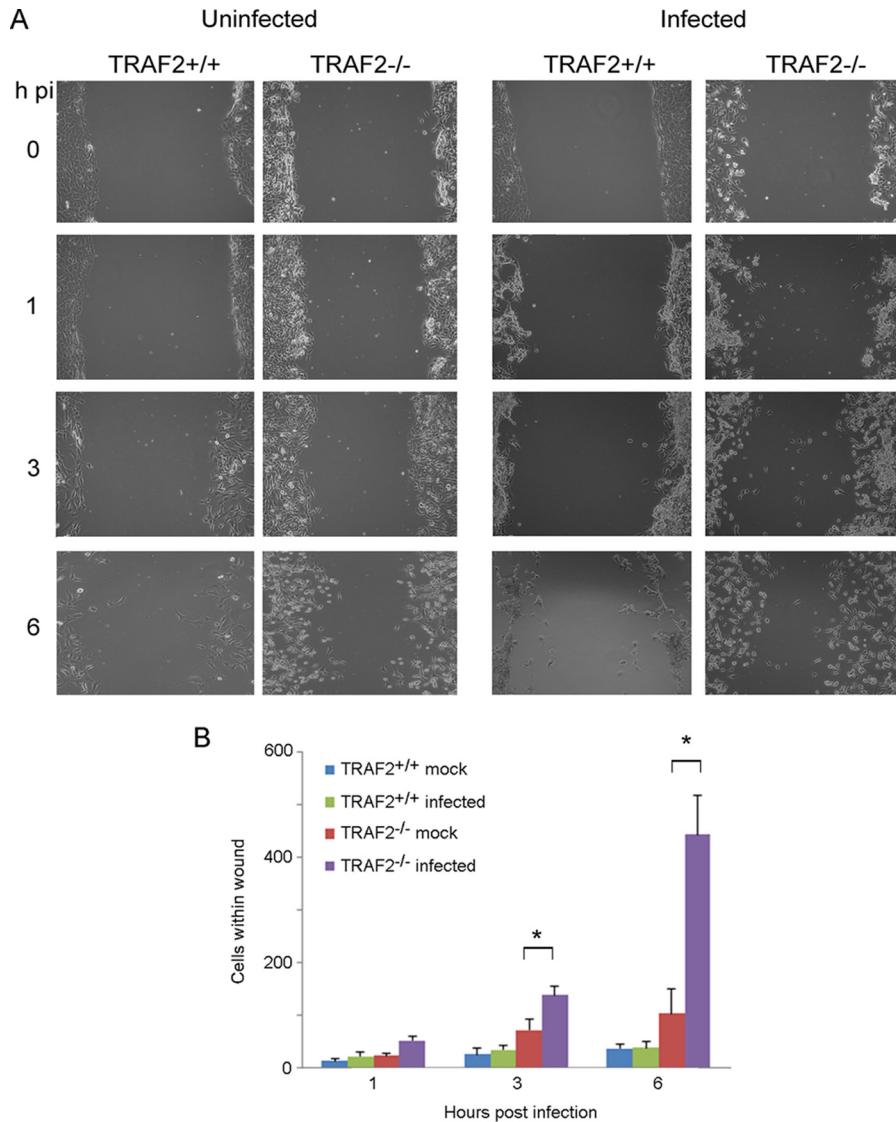 A
Uninfected Infected
TRAF2+/+ TRAF2-/- TRAF2+/+ TRAF2-/-
h pi
0
1
3
6
B
600
400
200
0
Cells within wound
TRAF2+/+ mock
TRAF2+/+ infected
TRAF2-/- mock
TRAF2-/- infected
*
*
1 3 6
Hours post infection